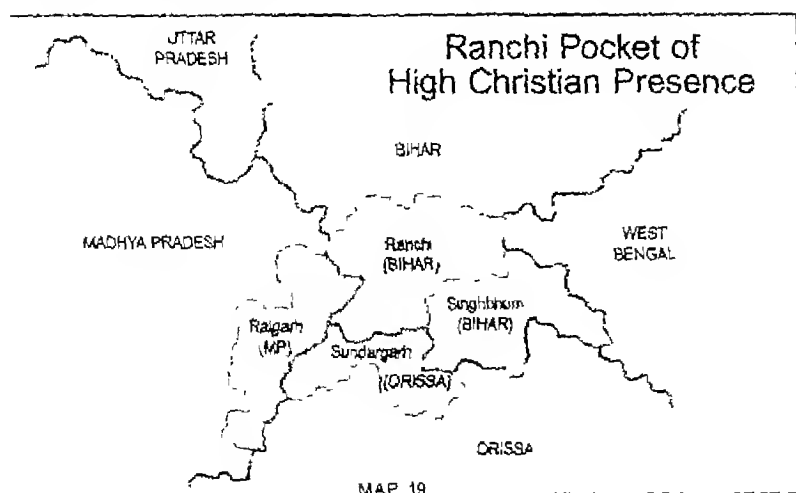 Ranchi Pocket of
High Christian Presence
UTTAR
PRADESH
BIHAR
MADHYA PRADESH
WEST
BENGAL
Ranchi
(BIHAR)
Singhbhum
(BIHAR)
Raigarh
(MP)
Sundargarh
(ORISSA)
ORISSA
MAP 19